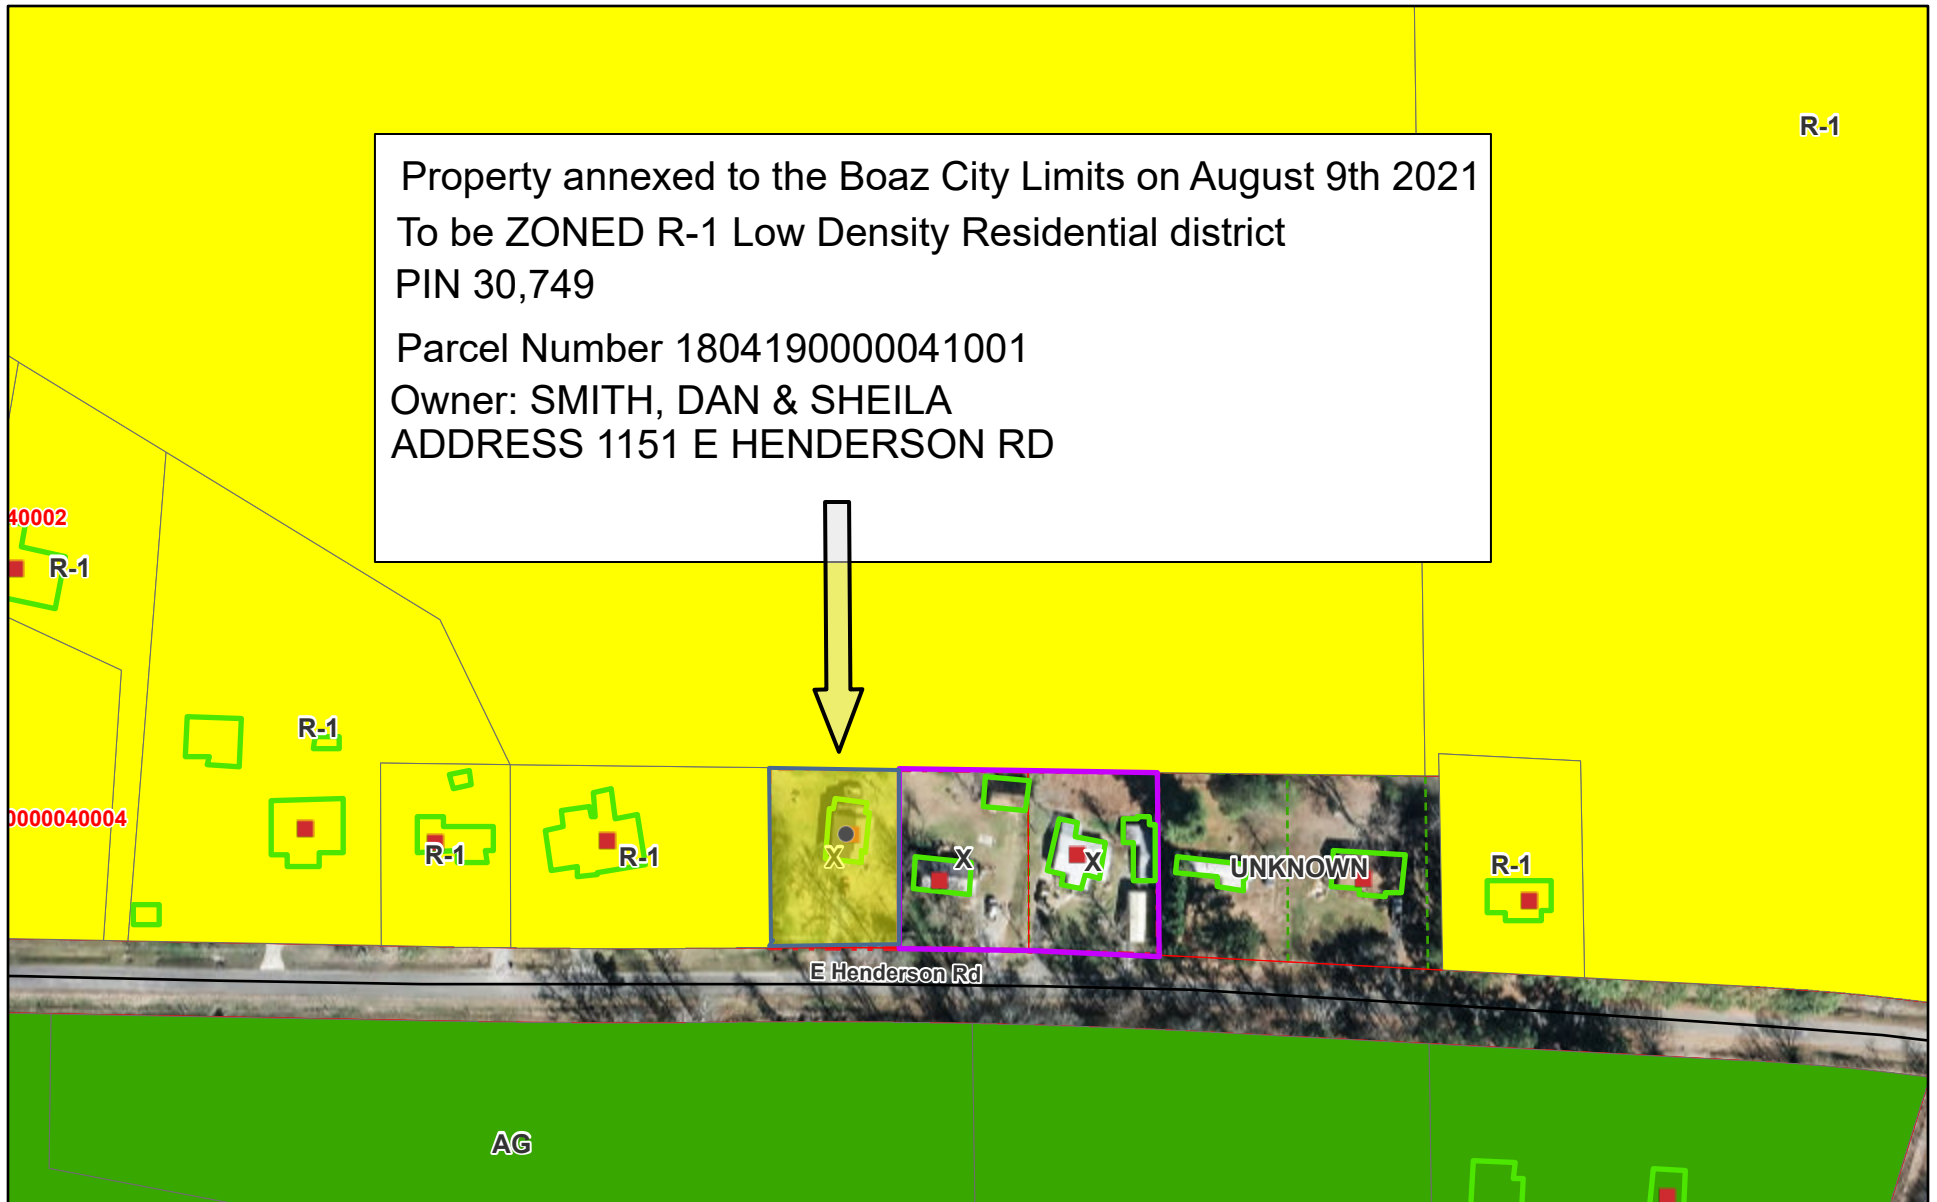 R-1
Property annexed to the Boaz City Limits on August 9th 2021
To be ZONED R-1 Low Density Residential district
PIN 30,749
Parcel Number 1804190000041001
Owner: SMITH, DAN & SHEILA
ADDRESS 1151 E HENDERSON RD
40002
R-1
R-1
0000040004
R-1
R-1
X
X
X
UNKNOWN
R-1
E Henderson Rd
AG